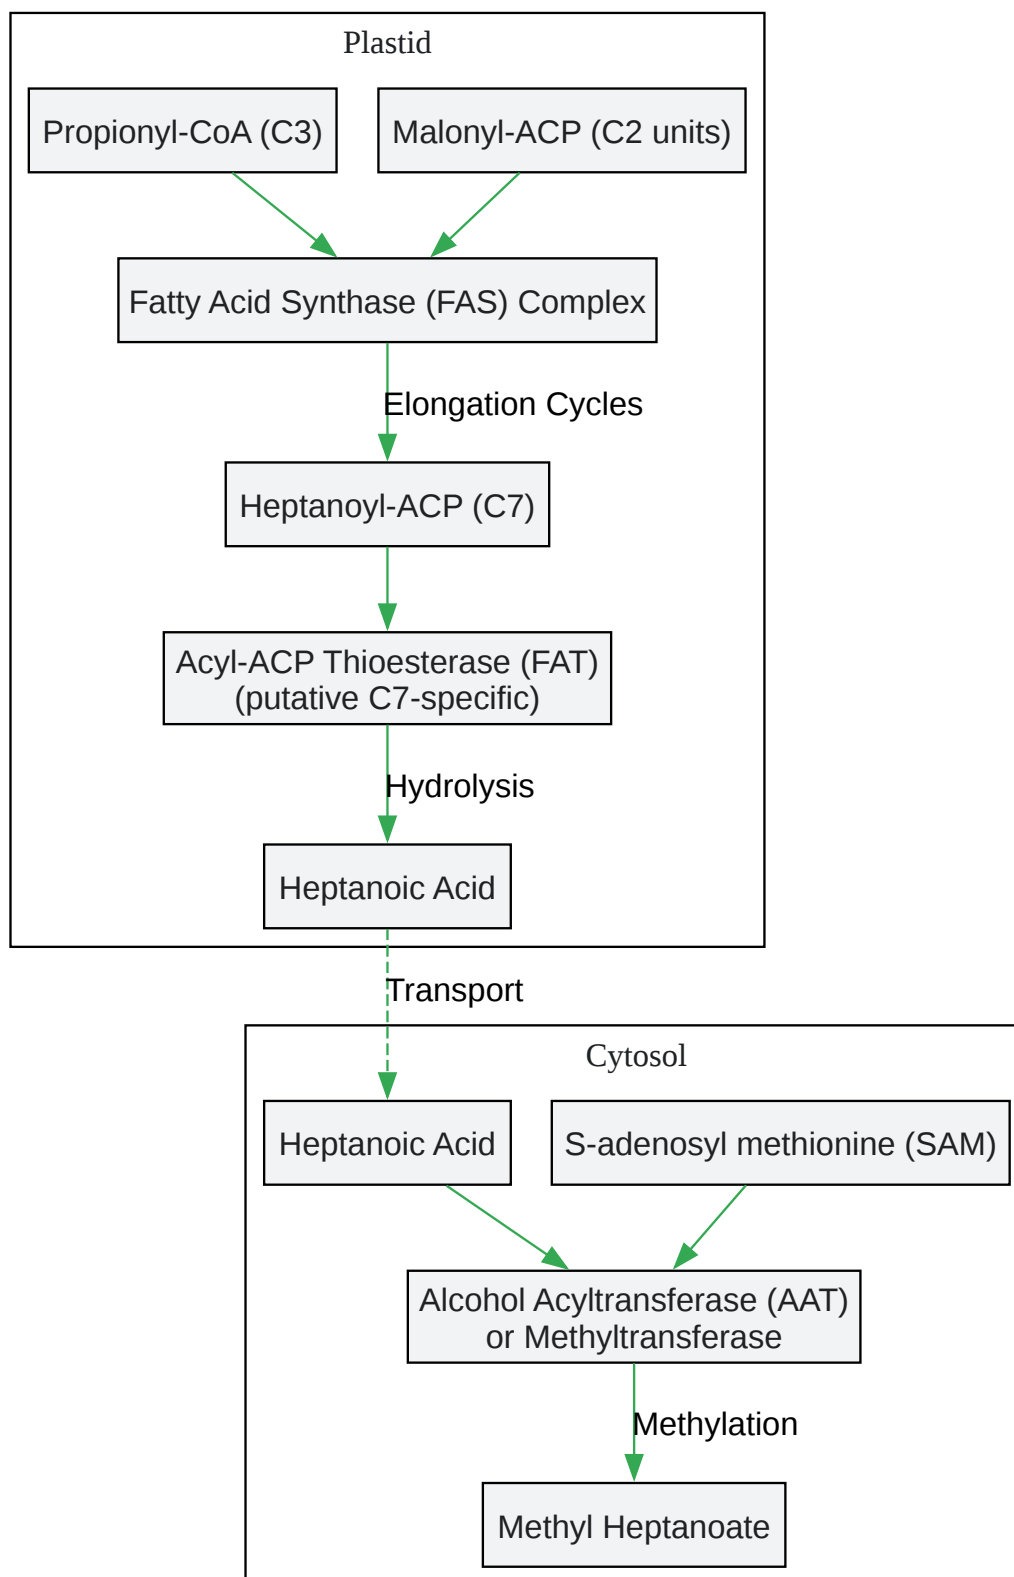 Plastid
Propionyl-CoA (C3)
Malonyl-ACP (C2 units)
Fatty Acid Synthase (FAS) Complex
Elongation Cycles
Heptanoyl-ACP (C7)
Acyl-ACP Thioesterase (FAT)
(putative C7-specific)
Hydrolysis
Heptanoic Acid
Transport
Cytosol
Heptanoic Acid
S-adenosyl methionine (SAM)
Alcohol Acyltransferase (AAT)
or Methyltransferase
Methylation
Methyl Heptanoate